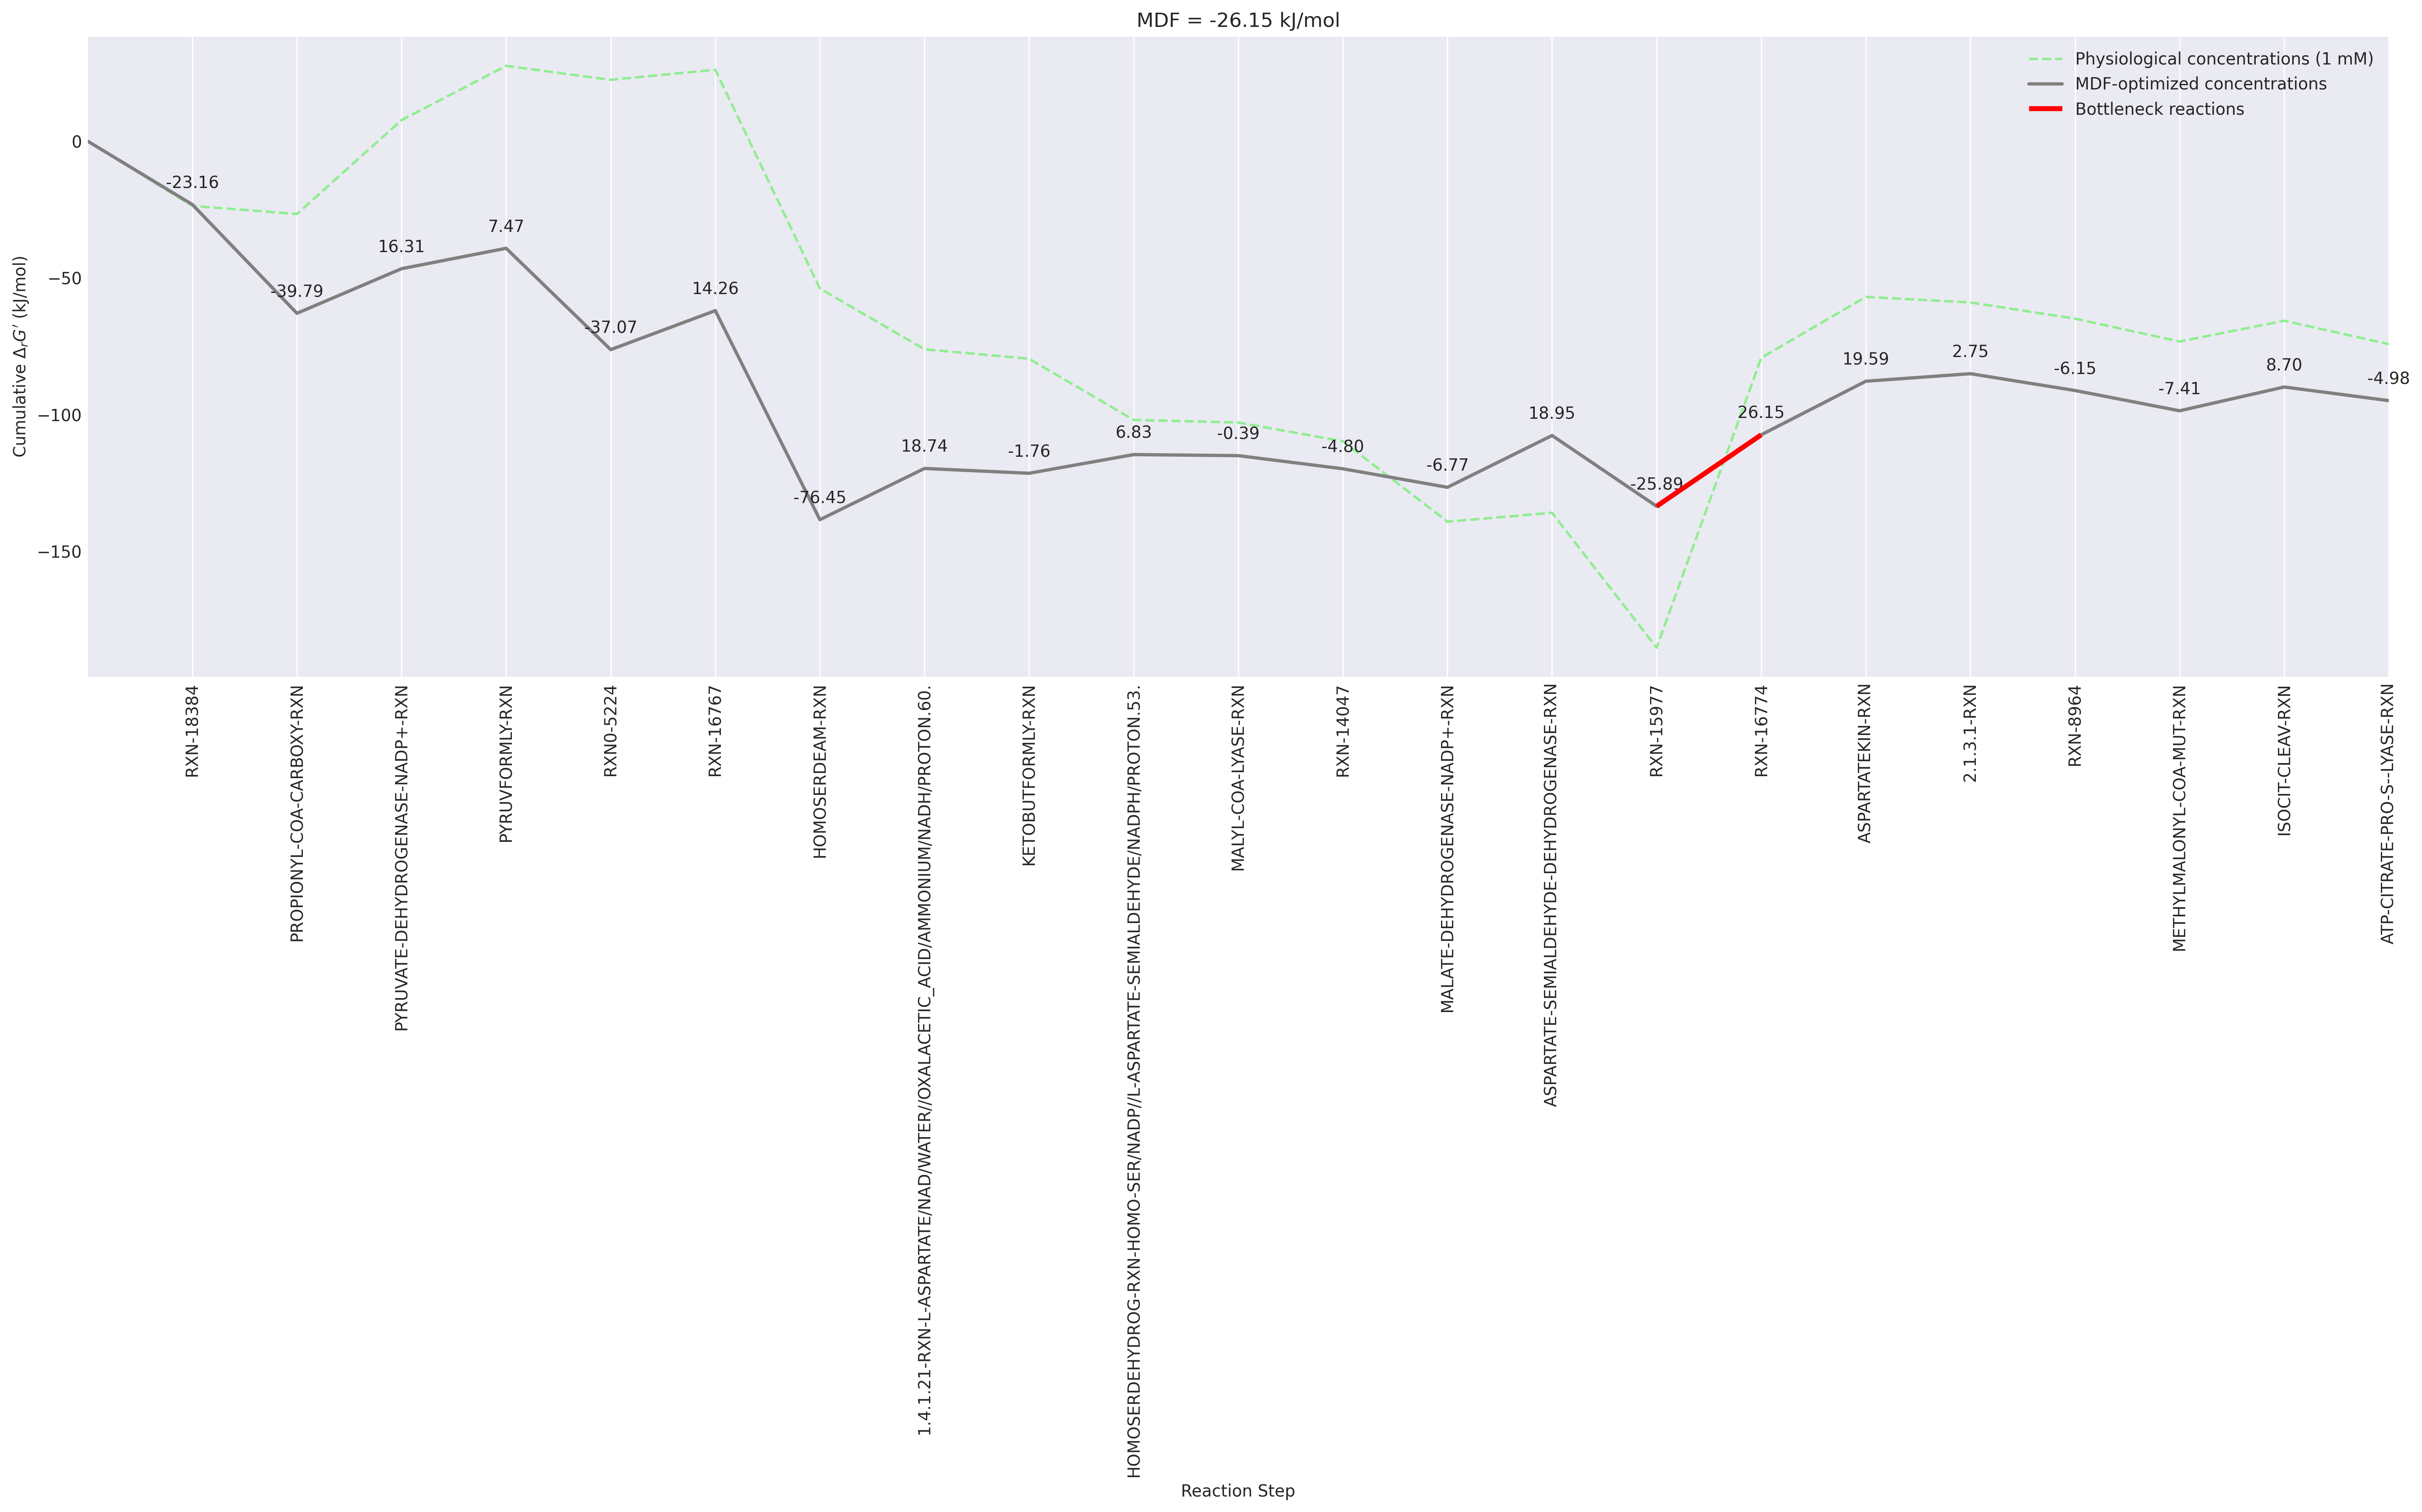 MDF = -26.15 kJ/mol
Physiological concentrations (1 mM)
MDF-optimized concentrations
Bottleneck reactions
Cumulative ΔrG′ (kJ/mol)
0
−50
−100
−150
-23.16
-39.79
16.31
7.47
-37.07
14.26
-76.45
18.74
-1.76
6.83
-0.39
-4.80
-6.77
18.95
-25.89
26.15
19.59
2.75
-6.15
-7.41
8.70
-4.98
RXN-18384
PROPIONYL-COA-CARBOXY-RXN
PYRUVATE-DEHYDROGENASE-NADP+-RXN
PYRUVFORMLY-RXN
RXN0-5224
RXN-16767
HOMOSERDEAM-RXN
1.4.1.21-RXN-L-ASPARTATE/NAD/WATER//OXALACETIC_ACID/AMMONIUM/NADH/PROTON.60.
KETOBUTFORMLY-RXN
HOMOSERDEHYDROG-RXN-HOMO-SER/NADP//L-ASPARTATE-SEMIALDEHYDE/NADPH/PROTON.53.
MALYL-COA-LYASE-RXN
RXN-14047
MALATE-DEHYDROGENASE-NADP+-RXN
ASPARTATE-SEMIALDEHYDE-DEHYDROGENASE-RXN
RXN-15977
RXN-16774
ASPARTATEKIN-RXN
2.1.3.1-RXN
RXN-8964
METHYLMALONYL-COA-MUT-RXN
ISOCIT-CLEAV-RXN
ATP-CITRATE-PRO-S--LYASE-RXN
Reaction Step